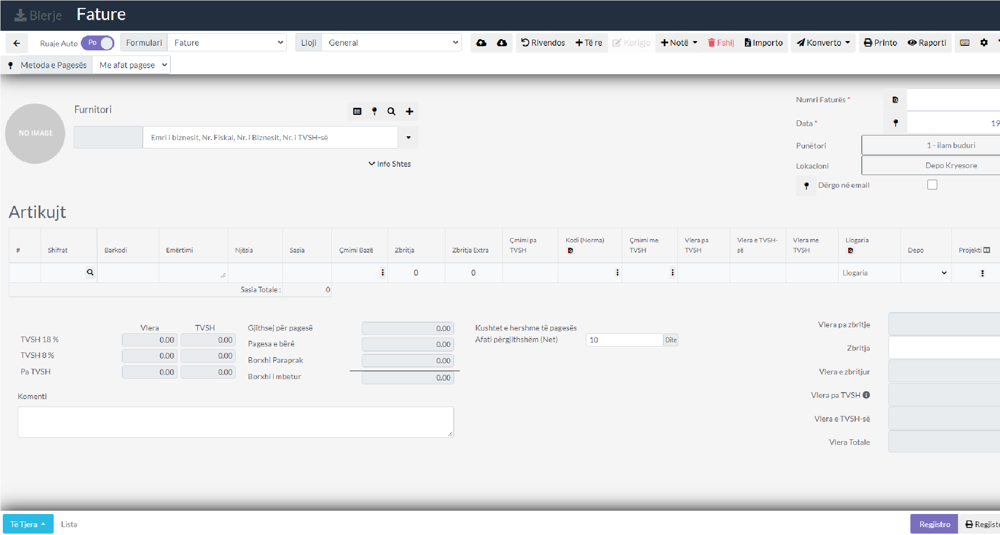 Blerje Fature
Ruaje Auto Po Formulari Fature Lloji General Rivendos Të re Korigjo Notë Fshij Importo Konverto Printo Raporti
Metoda e Pagesës Me afat pagese
Numri Faturës *
Furnitori
NO IMAGE
Data * 19
Emri i biznesit, Nr. Fiskal, Nr. i Biznesit, Nr. i TVSH-së
Punëtori 1 - ilam buduri
Info Shtes
Lokacioni Depo Kryesore
Dërgo në email
Artikujt
# Shifrat Barkodi Emërtimi Njësia Sasia Çmimi Bazë Zbritja Zbritja Extra Çmimi pa TVSH Kodi (Norma) Çmimi me TVSH Vlera pa TVSH Vlera e TVSH-së Vlera me TVSH Llogaria Depo Projekti
0 0 Llogaria
Sasia Totale : 0
Vlera TVSH
TVSH 18 % 0.00 0.00
TVSH 8 % 0.00 0.00
Pa TVSH 0.00 0.00
Gjithsej për pagesë 0.00
Pagesa e bërë 0.00
Borxhi Paraprak 0.00
Borxhi i mbetur 0.00
Kushtet e hershme të pagesës
Afati përgjithshëm (Net) 10 Dite
Vlera pa zbritje
Zbritja
Vlera e zbritjur
Vlera pa TVSH
Vlera e TVSH-së
Vlera Totale
Komenti
Të Tjera Lista
Regjistro Regjistr